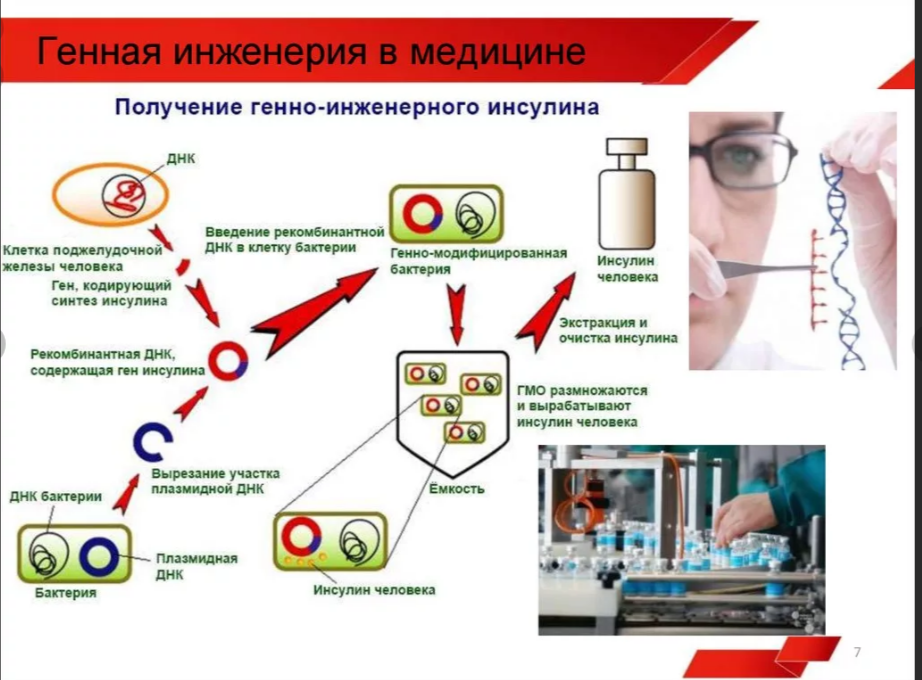 Генная инженерия в медицине
Получение генно-инженерного инсулина
ДНК
Клетка поджелудочной
железы человека
Ген, кодирующий
синтез инсулина
Введение рекомбинантной
ДНК в клетку бактерии
Генно-модифицированная
бактерия
Инсулин
человека
Экстракция и
очистка инсулина
Рекомбинантная ДНК,
содержащая ген инсулина
ГМО размножаются
и вырабатывают
инсулин человека
Вырезание участка
плазмидной ДНК
Ёмкость
ДНК бактерии
Плазмидная
ДНК
Бактерия
Инсулин человека
7